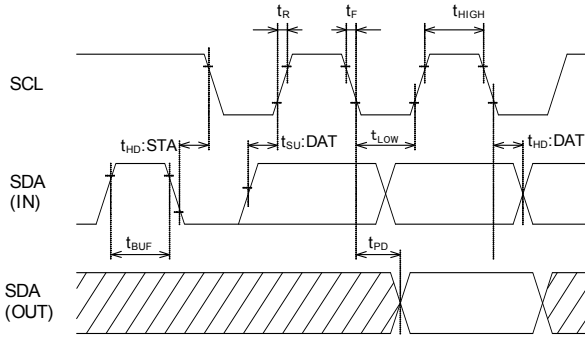 tR tF tHIGH
SCL
tHD:STA tSU:DAT tLOW tHD:DAT
SDA
(IN)
tBUF tPD
SDA
(OUT)